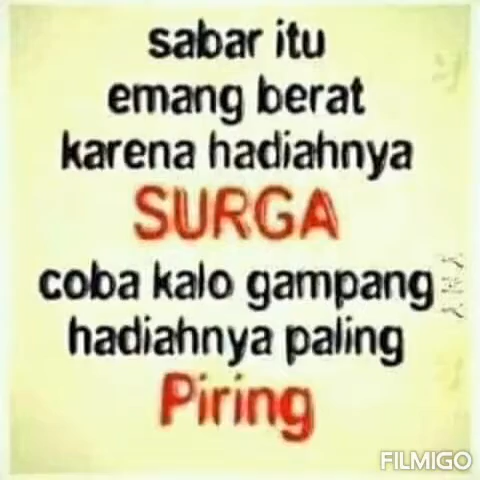 sabar itu
emang berat
karena hadiahnya
SURGA
coba kalo gampang
hadiahnya paling
Piring
FILMIGO